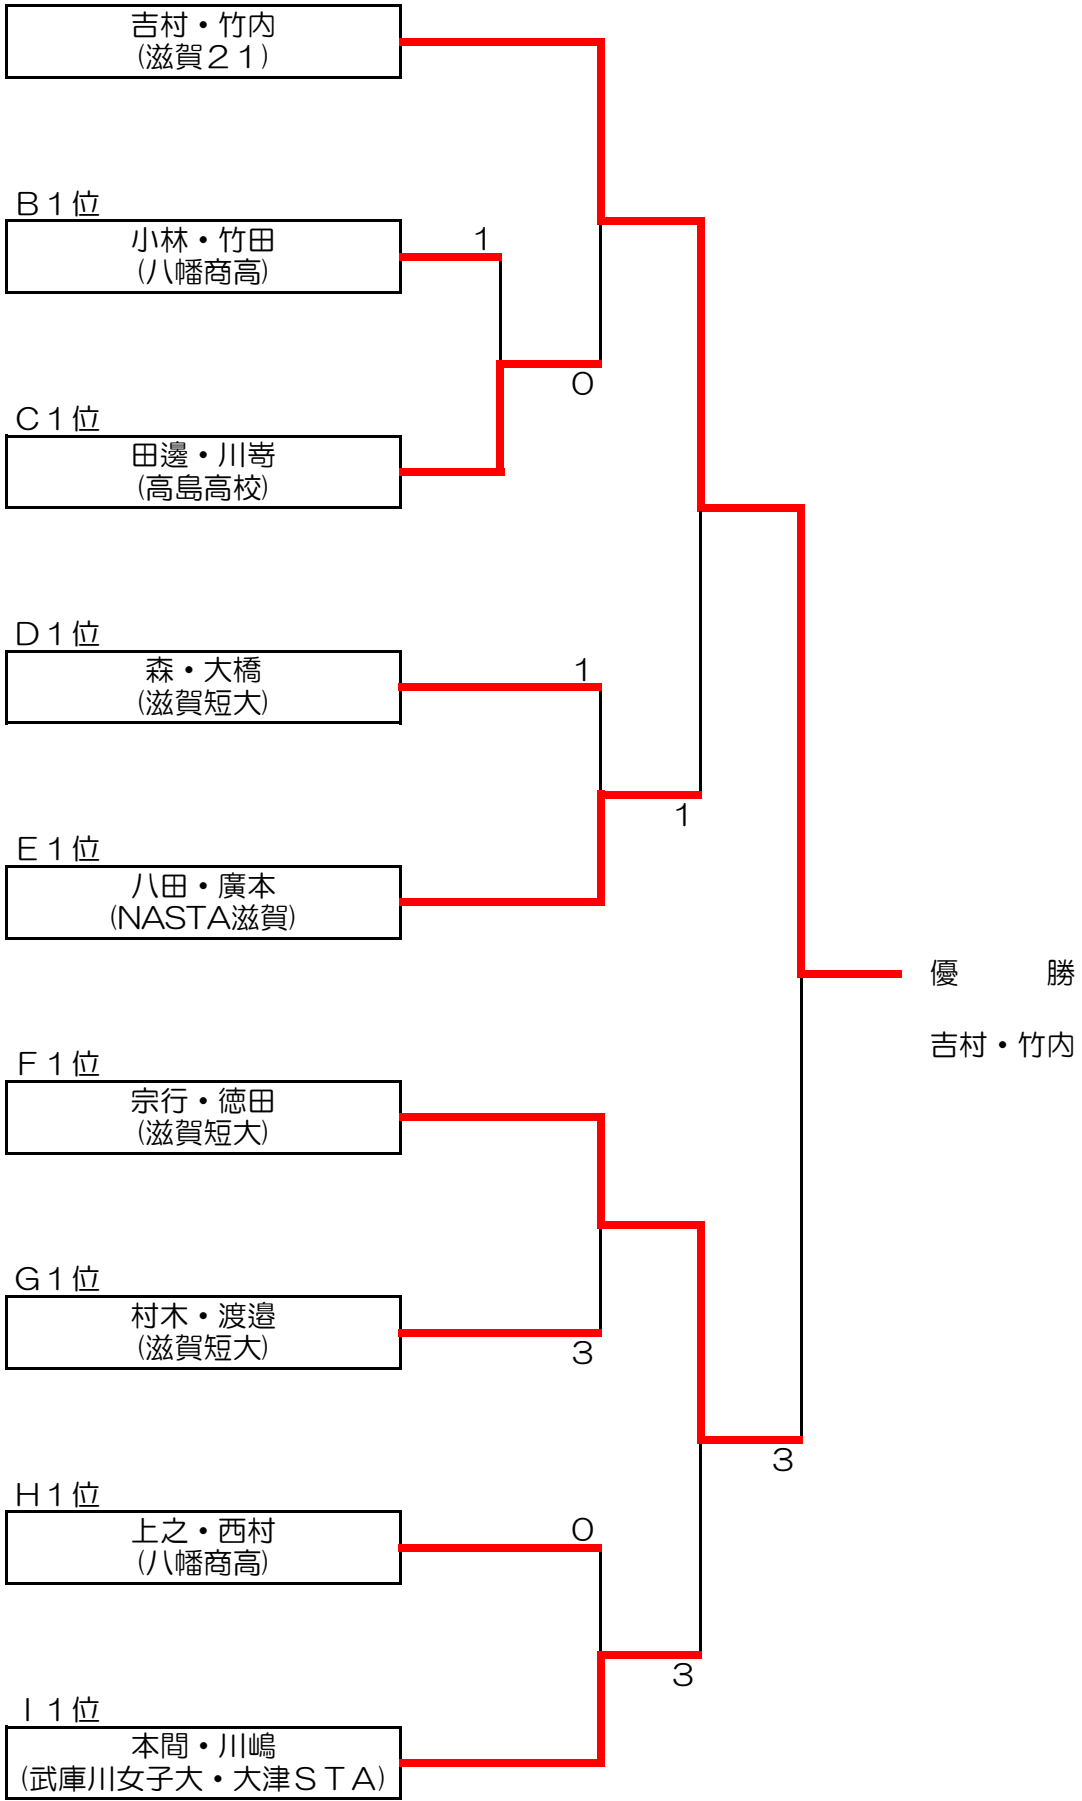 吉村・竹内
(滋賀２１)
Ｂ１位
小林・竹田
(八幡商高)
１
０
Ｃ１位
田邊・川嵜
(高島高校)
Ｄ１位
森・大橋
(滋賀短大)
１
１
Ｅ１位
八田・廣本
(NASTA滋賀)
優　　　勝
吉村・竹内
Ｆ１位
宗行・徳田
(滋賀短大)
Ｇ１位
村木・渡邉
(滋賀短大)
３
３
Ｈ１位
上之・西村
(八幡商高)
０
３
Ｉ１位
本間・川嶋
(武庫川女子大・大津ＳＴＡ)